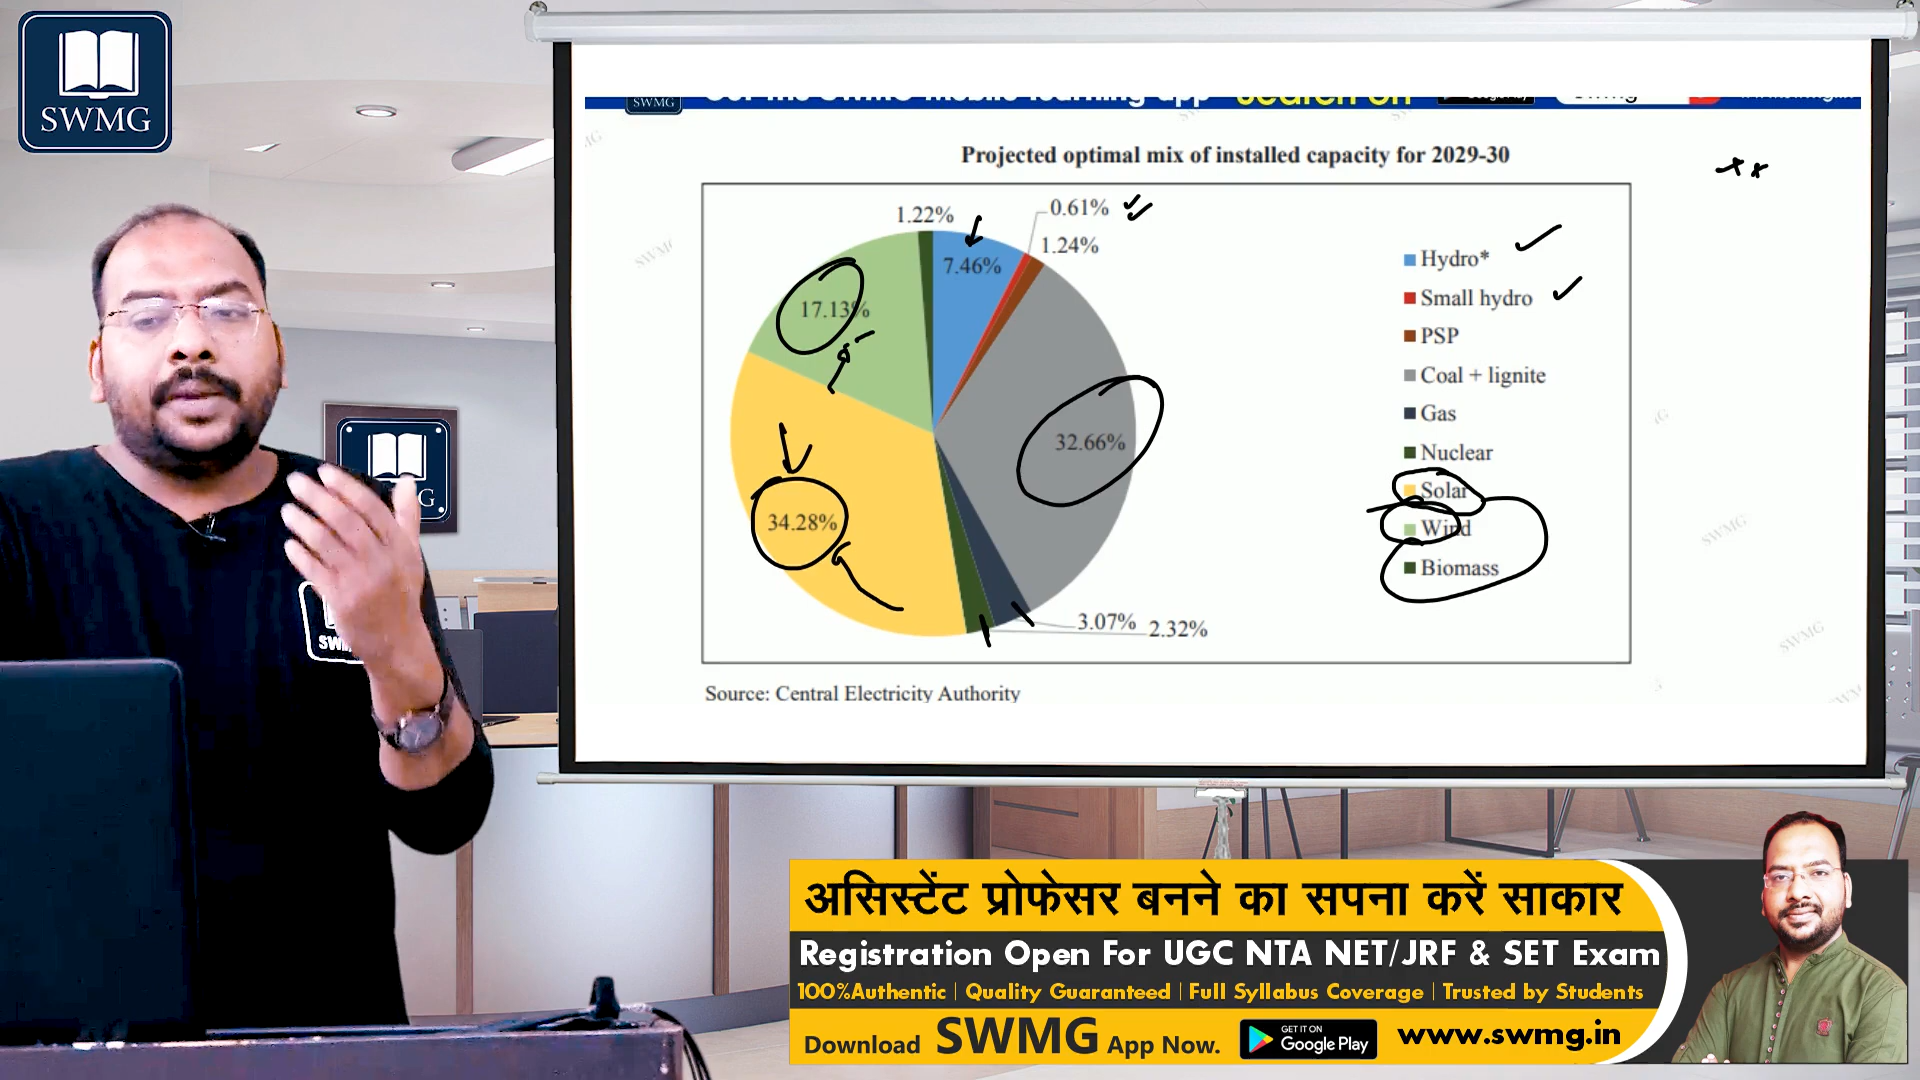 SWMG
SWMG
Projected optimal mix of installed capacity for 2029-30
1.22%
0.61%
1.24%
7.46%
17.13%
32.66%
34.28%
3.07%
2.32%
Hydro*
Small hydro
PSP
Coal + lignite
Gas
Nuclear
Solar
Wind
Biomass
Source: Central Electricity Authority
असिस्टेंट प्रोफेसर बनने का सपना करें साकार
Registration Open For UGC NTA NET/JRF & SET Exam
100%Authentic | Quality Guaranteed | Full Syllabus Coverage | Trusted by Students
Download SWMG App Now.
GET IT ON
Google Play
www.swmg.in